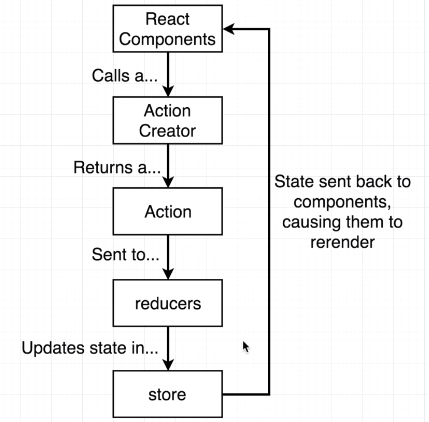 React
Components
Calls a...
Action
Creator
Returns a...
Action
Sent to...
reducers
Updates state in...
store
State sent back to
components,
causing them to
rerender